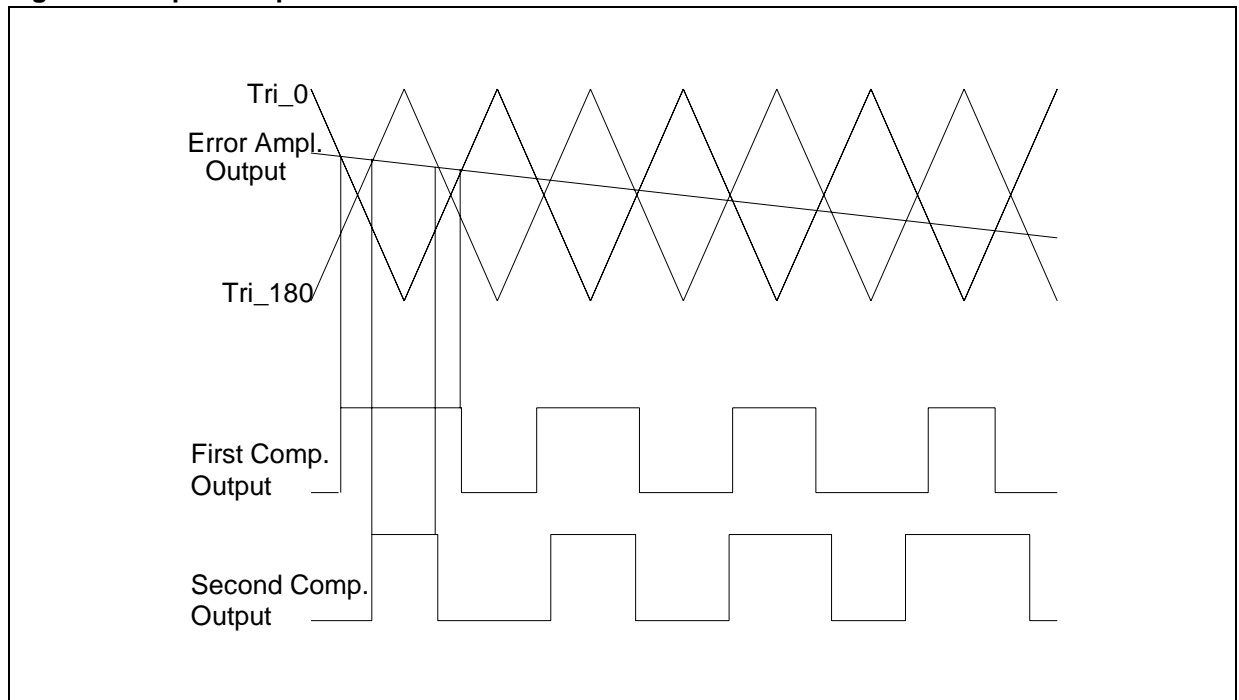 Tri_0
Error Ampl.
Output
Tri_180
First Comp.
Output
Second Comp.
Output